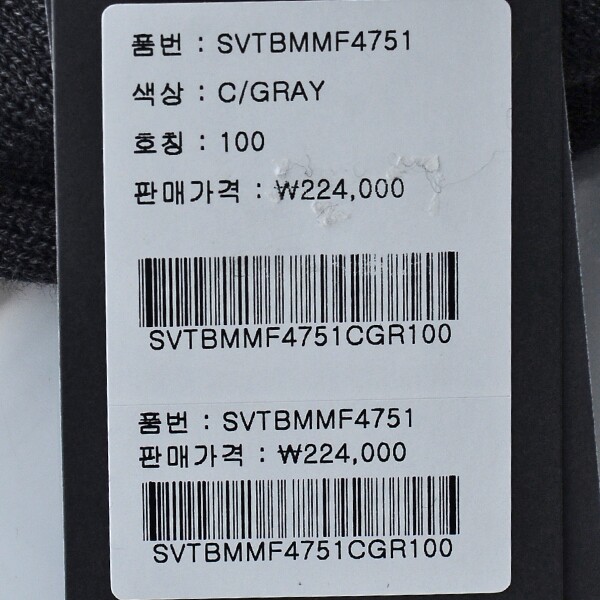 품번 : SVTBMMF4751
색상 : C/GRAY
호칭 : 100
판매가격 : ₩224,000
SVTBMMF4751CGR100
품번 : SVTBMMF4751
판매가격 : ₩224,000
SVTBMMF4751CGR100